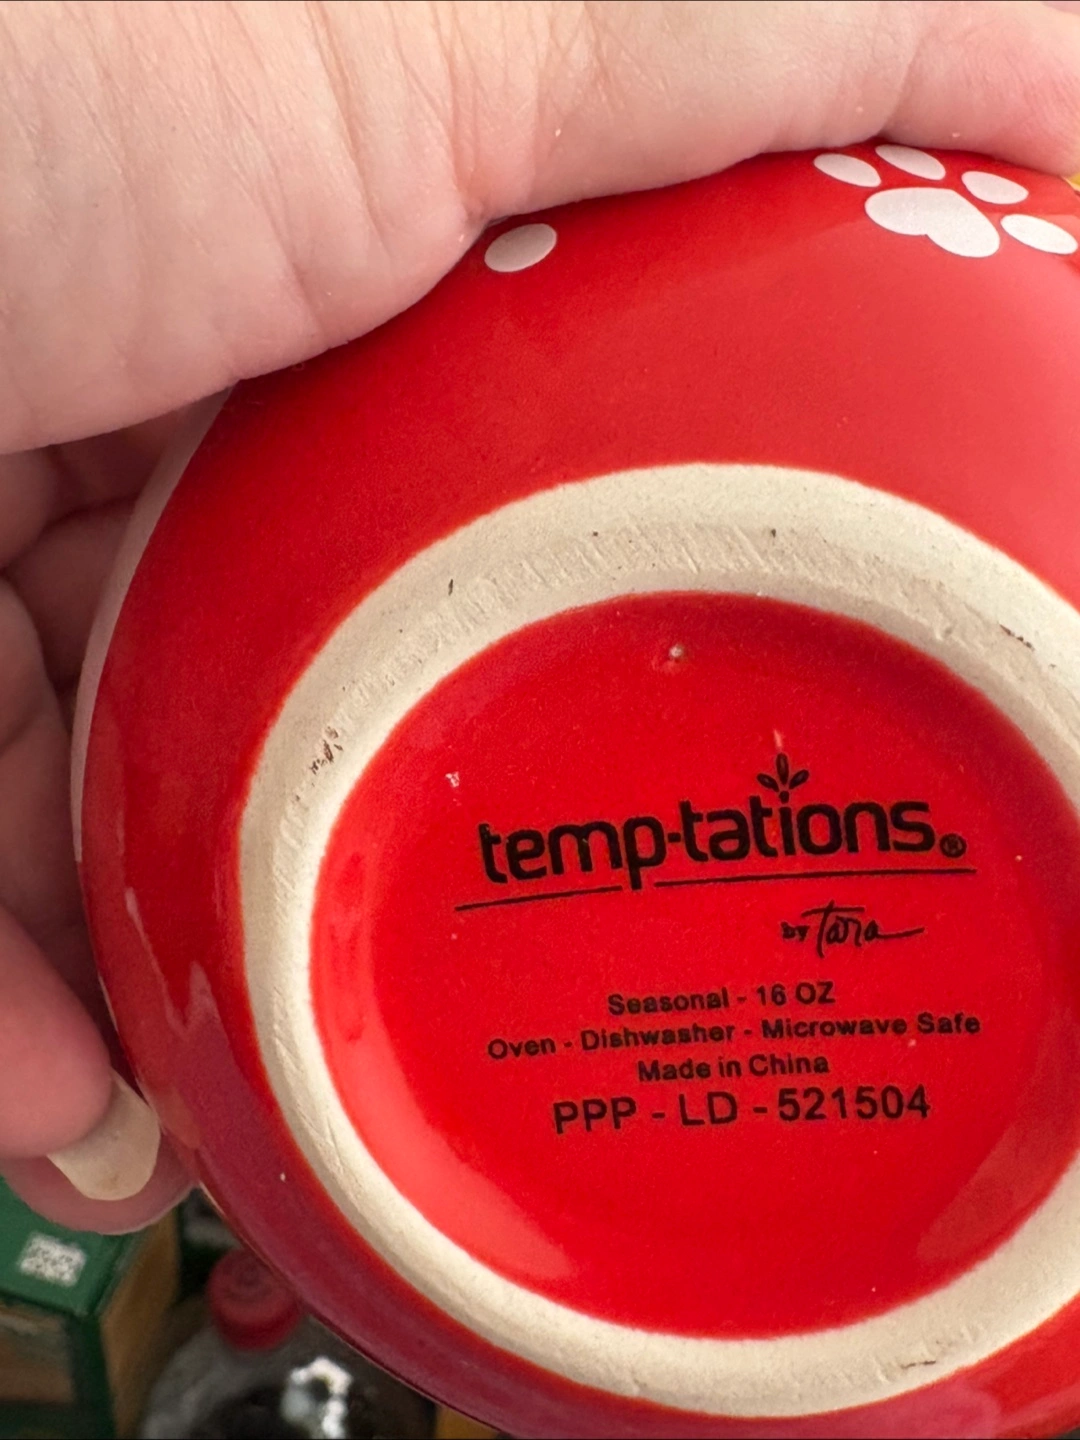 temp-tations®
by Tara
Seasonal - 16 OZ
Oven - Dishwasher - Microwave Safe
Made in China
PPP - LD - 521504